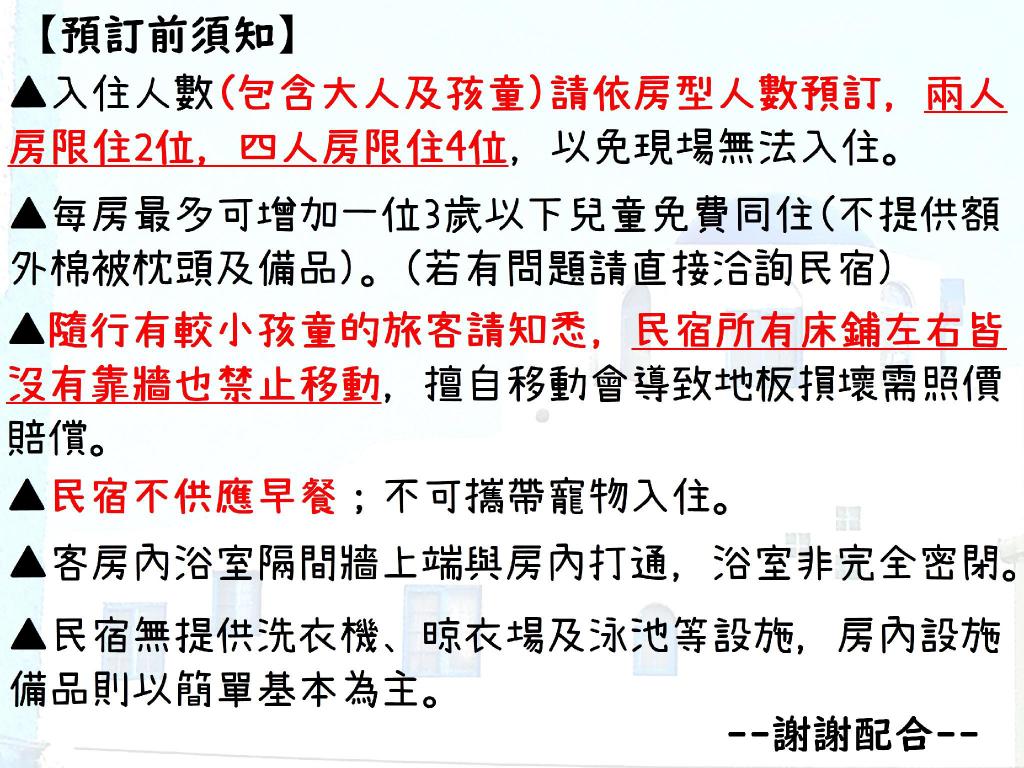 【預訂前須知】
▲入住人數(包含大人及孩童)請依房型人數預訂，兩人
房限住2位，四人房限住4位，以免現場無法入住。
▲每房最多可增加一位3歲以下兒童免費同住(不提供額
外棉被枕頭及備品)。(若有問題請直接洽詢民宿)
▲隨行有較小孩童的旅客請知悉，民宿所有床鋪左右皆
沒有靠牆也禁止移動，擅自移動會導致地板損壞需照價
賠償。
▲民宿不供應早餐；不可攜帶寵物入住。
▲客房內浴室隔間牆上端與房內打通，浴室非完全密閉。
▲民宿無提供洗衣機、晾衣場及泳池等設施，房內設施
備品則以簡單基本為主。
--謝謝配合--